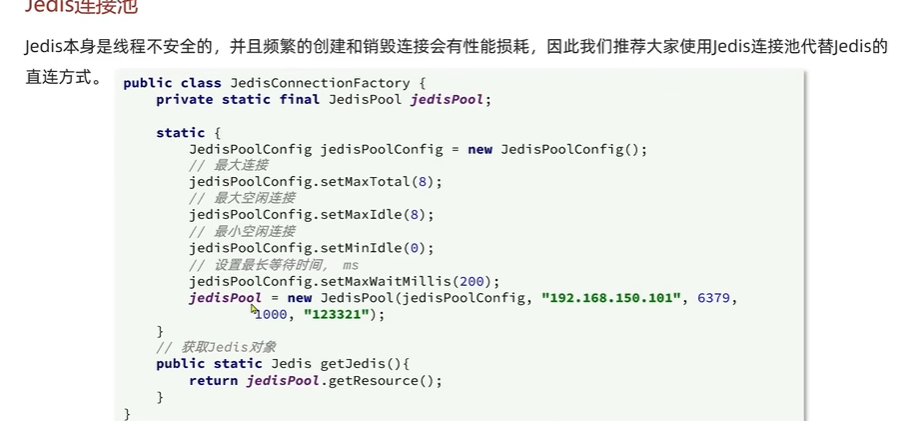 Jedis连接池
Jedis本身是线程不安全的，并且频繁的创建和销毁连接会有性能损耗，因此我们推荐大家使用Jedis连接池代替Jedis的
直连方式。
public class JedisConnectionFactory {
    private static final JedisPool jedisPool;

    static {
        JedisPoolConfig jedisPoolConfig = new JedisPoolConfig();
        // 最大连接
        jedisPoolConfig.setMaxTotal(8);
        // 最大空闲连接
        jedisPoolConfig.setMaxIdle(8);
        // 最小空闲连接
        jedisPoolConfig.setMinIdle(0);
        // 设置最长等待时间， ms
        jedisPoolConfig.setMaxWaitMillis(200);
        jedisPool = new JedisPool(jedisPoolConfig, "192.168.150.101", 6379,
                1000, "123321");
    }
    // 获取Jedis对象
    public static Jedis getJedis(){
        return jedisPool.getResource();
    }
}